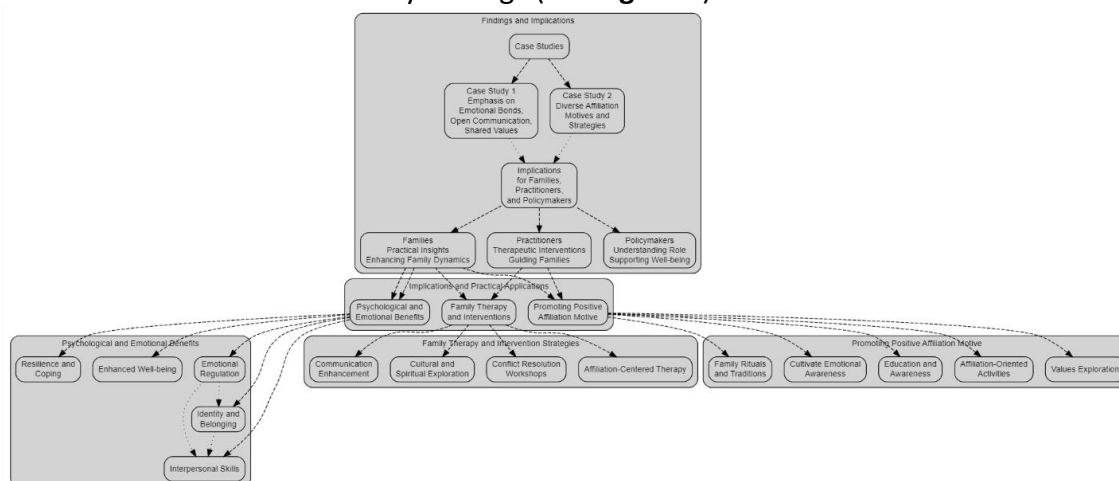 Findings and Implications
Case Studies
Case Study 1
Emphasis on
Emotional Bonds,
Open Communication,
Shared Values
Case Study 2
Diverse Affiliation
Motives and
Strategies
Implications
for Families,
Practitioners,
and Policymakers
Families
Practical Insights
Enhancing Family Dynamics
Practitioners
Therapeutic Interventions
Guiding Families
Policymakers
Understanding Role
Supporting Well-being
Implications and Practical Applications
Psychological and
Emotional Benefits
Family Therapy
and Interventions
Promoting Positive
Affiliation Motive
Psychological and Emotional Benefits
Resilience and
Coping
Enhanced Well-being
Emotional
Regulation
Identity and
Belonging
Interpersonal Skills
Family Therapy and Intervention Strategies
Communication
Enhancement
Cultural and
Spiritual Exploration
Conflict Resolution
Workshops
Affiliation-Centered Therapy
Promoting Positive Affiliation Motive
Family Rituals
and Traditions
Cultivate Emotional
Awareness
Education and
Awareness
Affiliation-Oriented
Activities
Values Exploration